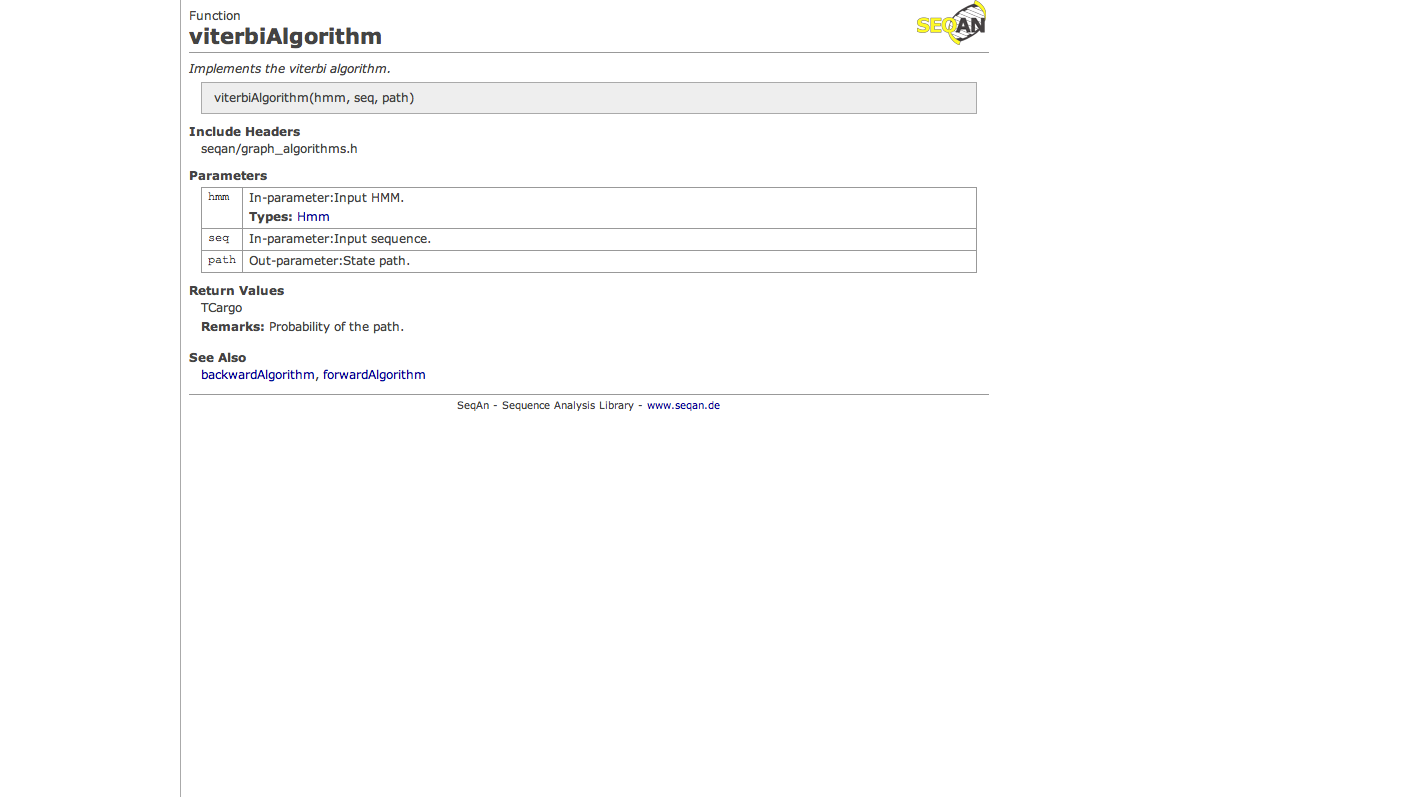 Function
SEQAN
viterbiAlgorithm
Implements the viterbi algorithm.
viterbiAlgorithm(hmm, seq, path)
Include Headers
seqan/graph_algorithms.h
Parameters
hmm In-parameter:Input HMM.
Types: Hmm
seq In-parameter:Input sequence.
path Out-parameter:State path.
Return Values
TCargo
Remarks: Probability of the path.
See Also
backwardAlgorithm, forwardAlgorithm
SeqAn - Sequence Analysis Library - www.seqan.de